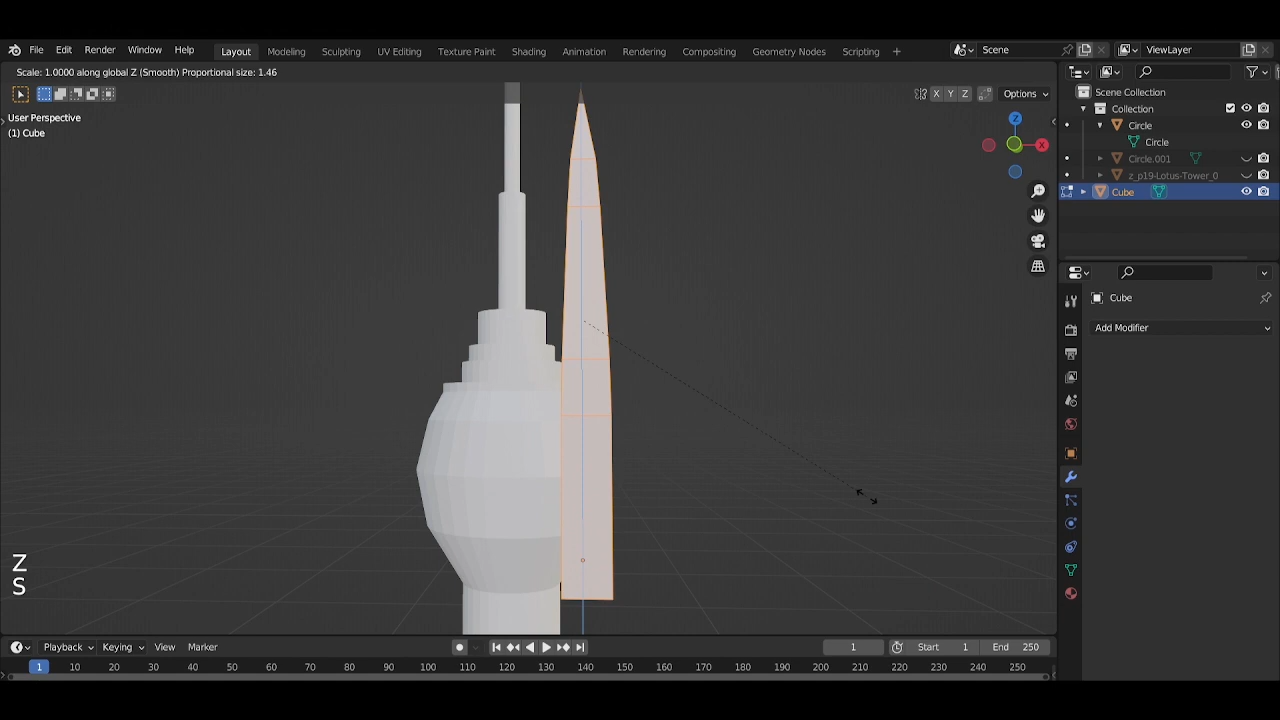 File Edit Render Window Help Layout Modeling Sculpting UV Editing Texture Paint Shading Animation Rendering Compositing Geometry Nodes Scripting + Scene ViewLayer
Scale: 1.0000 along global Z (Smooth) Proportional size: 1.46
X Y Z Options
User Perspective
(1) Cube
Z
X
Scene Collection
Collection
Circle
Circle
Circle.001
z_p19-Lotus-Tower_0
Cube
Cube
Add Modifier
Z
S
Playback Keying View Marker 1 Start 1 End 250
1 10 20 30 40 50 60 70 80 90 100 110 120 130 140 150 160 170 180 190 200 210 220 230 240 250